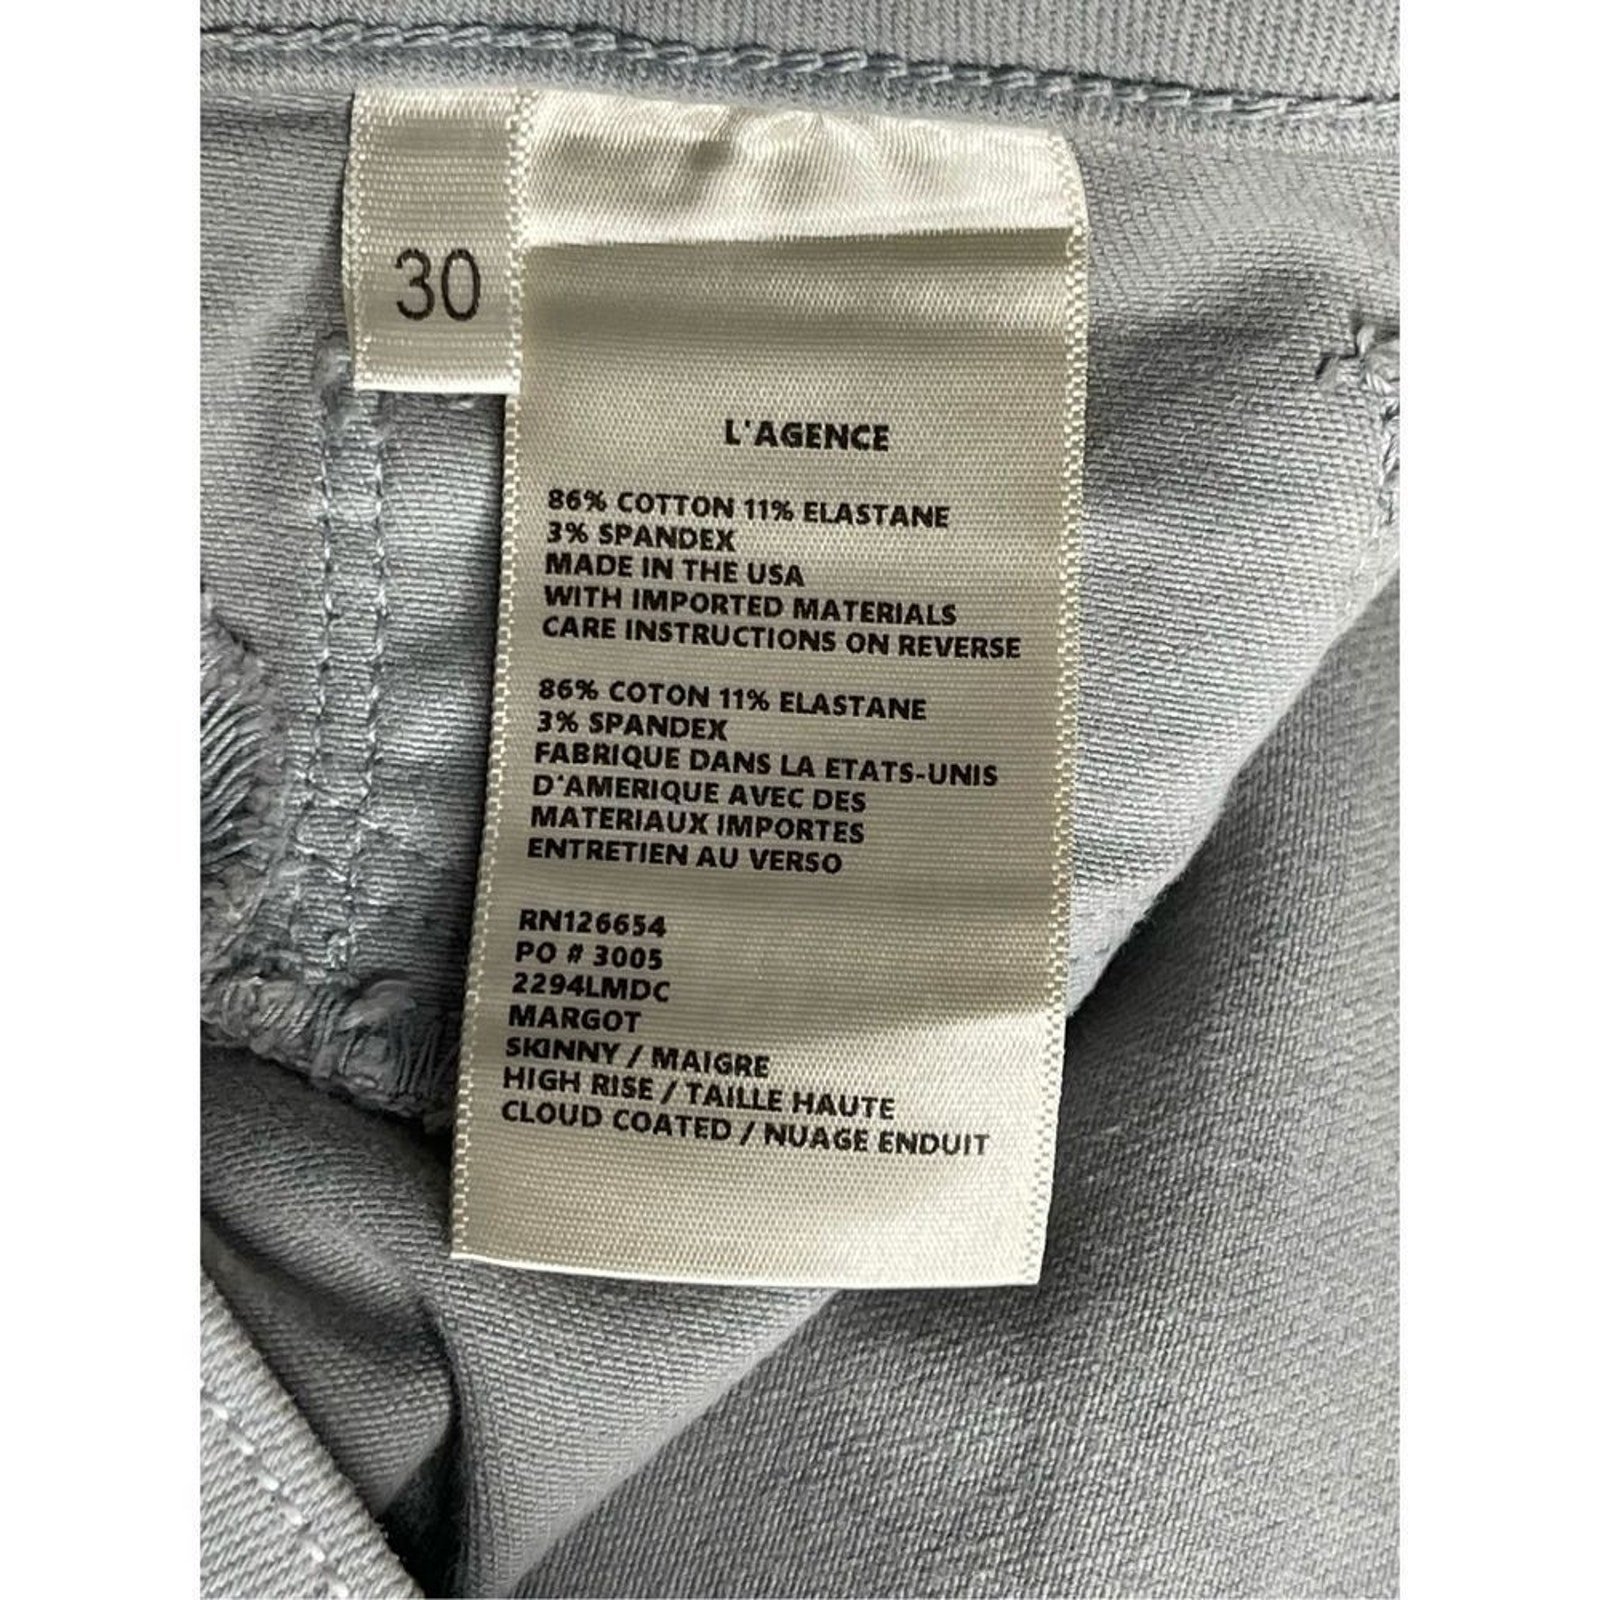 30
L'AGENCE
86% COTTON 11% ELASTANE
3% SPANDEX
MADE IN THE USA
WITH IMPORTED MATERIALS
CARE INSTRUCTIONS ON REVERSE
86% COTON 11% ELASTANE
3% SPANDEX
FABRIQUE DANS LA ETATS-UNIS
D'AMERIQUE AVEC DES
MATERIAUX IMPORTES
ENTRETIEN AU VERSO
RN126654
PO # 3005
2294LMDC
MARGOT
SKINNY / MAIGRE
HIGH RISE / TAILLE HAUTE
CLOUD COATED / NUAGE ENDUIT